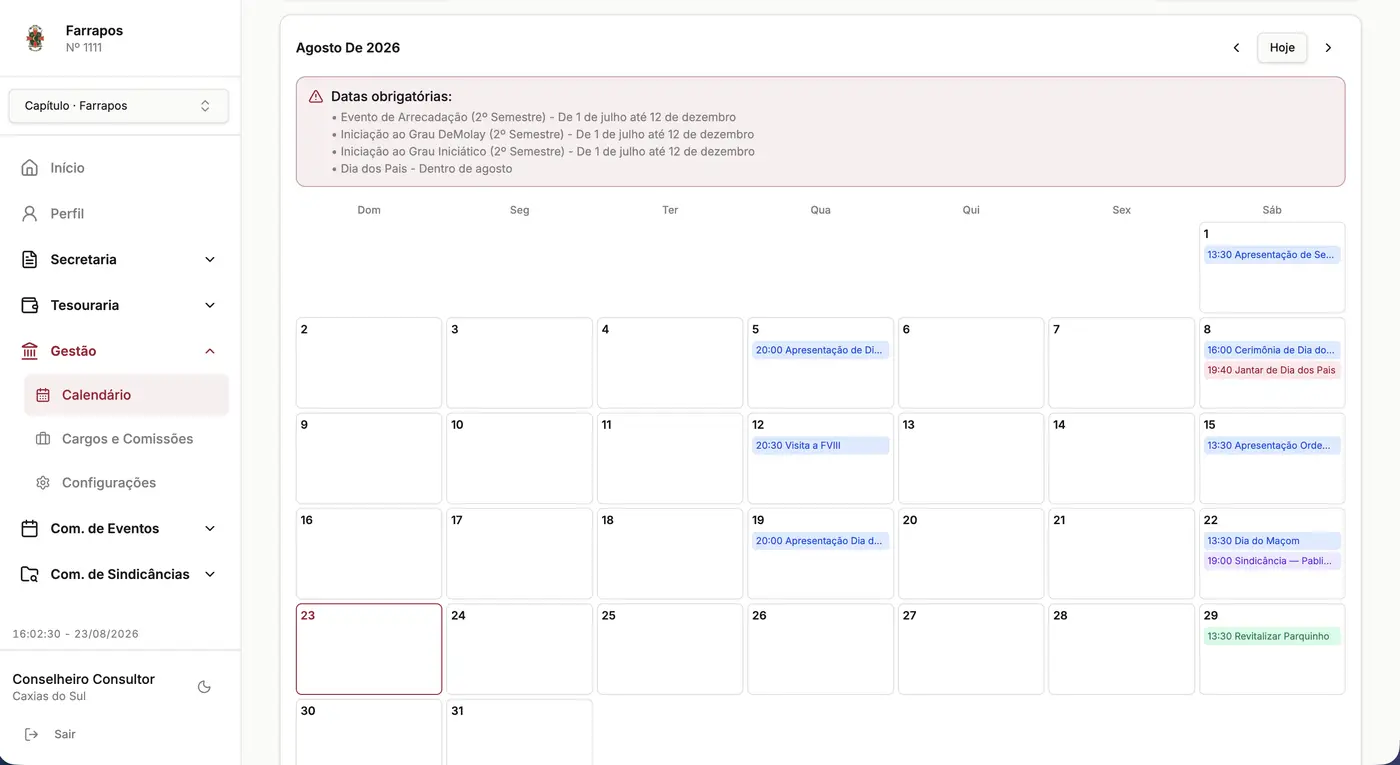 Farrapos
Nº 1111
Capítulo · Farrapos
Início
Perfil
Secretaria
Tesouraria
Gestão
Calendário
Cargos e Comissões
Configurações
Com. de Eventos
Com. de Sindicâncias
16:02:30 - 23/08/2026
Conselheiro Consultor
Caxias do Sul
Sair
Agosto De 2026
Hoje
Datas obrigatórias:
• Evento de Arrecadação (2º Semestre) - De 1 de julho até 12 de dezembro
• Iniciação ao Grau DeMolay (2º Semestre) - De 1 de julho até 12 de dezembro
• Iniciação ao Grau Iniciático (2º Semestre) - De 1 de julho até 12 de dezembro
• Dia dos Pais - Dentro de agosto
Dom Seg Ter Qua Qui Sex Sáb
1
13:30 Apresentação de Se...
2 3 4 5 6 7 8
20:00 Apresentação de Di... 16:00 Cerimônia de Dia do...
19:40 Jantar de Dia dos Pais
9 10 11 12 13 14 15
20:30 Visita a FVIII 13:30 Apresentação Orde...
16 17 18 19 20 21 22
20:00 Apresentação Dia d... 13:30 Dia do Maçom
19:00 Sindicância — Pabli...
23 24 25 26 27 28 29
13:30 Revitalizar Parquinho
30 31